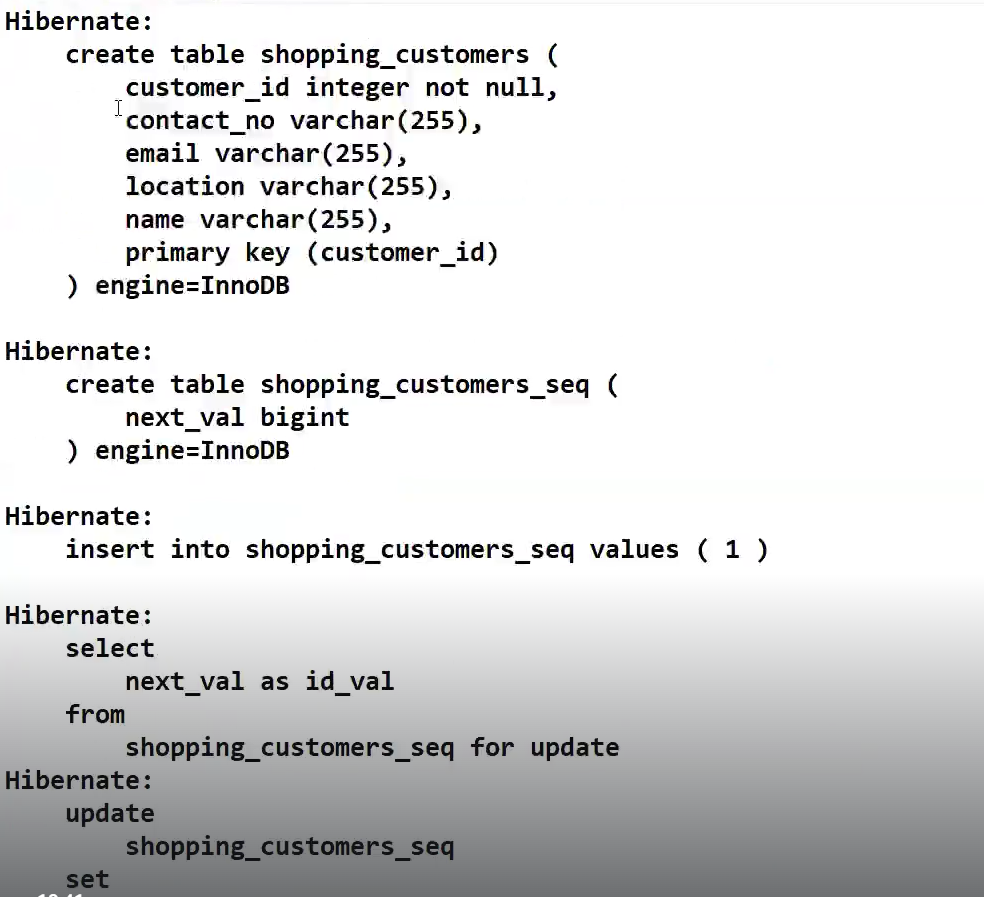 Hibernate:
    create table shopping_customers (
        customer_id integer not null,
        contact_no varchar(255),
        email varchar(255),
        location varchar(255),
        name varchar(255),
        primary key (customer_id)
    ) engine=InnoDB
Hibernate:
    create table shopping_customers_seq (
        next_val bigint
    ) engine=InnoDB
Hibernate:
    insert into shopping_customers_seq values ( 1 )
Hibernate:
    select
        next_val as id_val
    from
        shopping_customers_seq for update
Hibernate:
    update
        shopping_customers_seq
    set